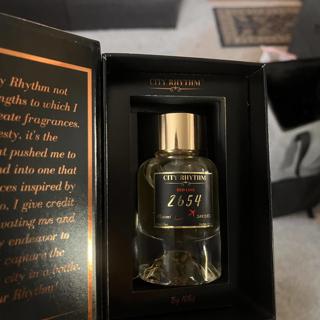 y Rhythm not
ngths to which I
reate fragrances.
esty. it's the
t pushed me to
nd into one that
ces inspired by
o, I give credit
vating me and
y endeavor to
capture the
city in a bottle.
ur Rhythm!
CITY RHYTHM
CITY RHYTHM
2654